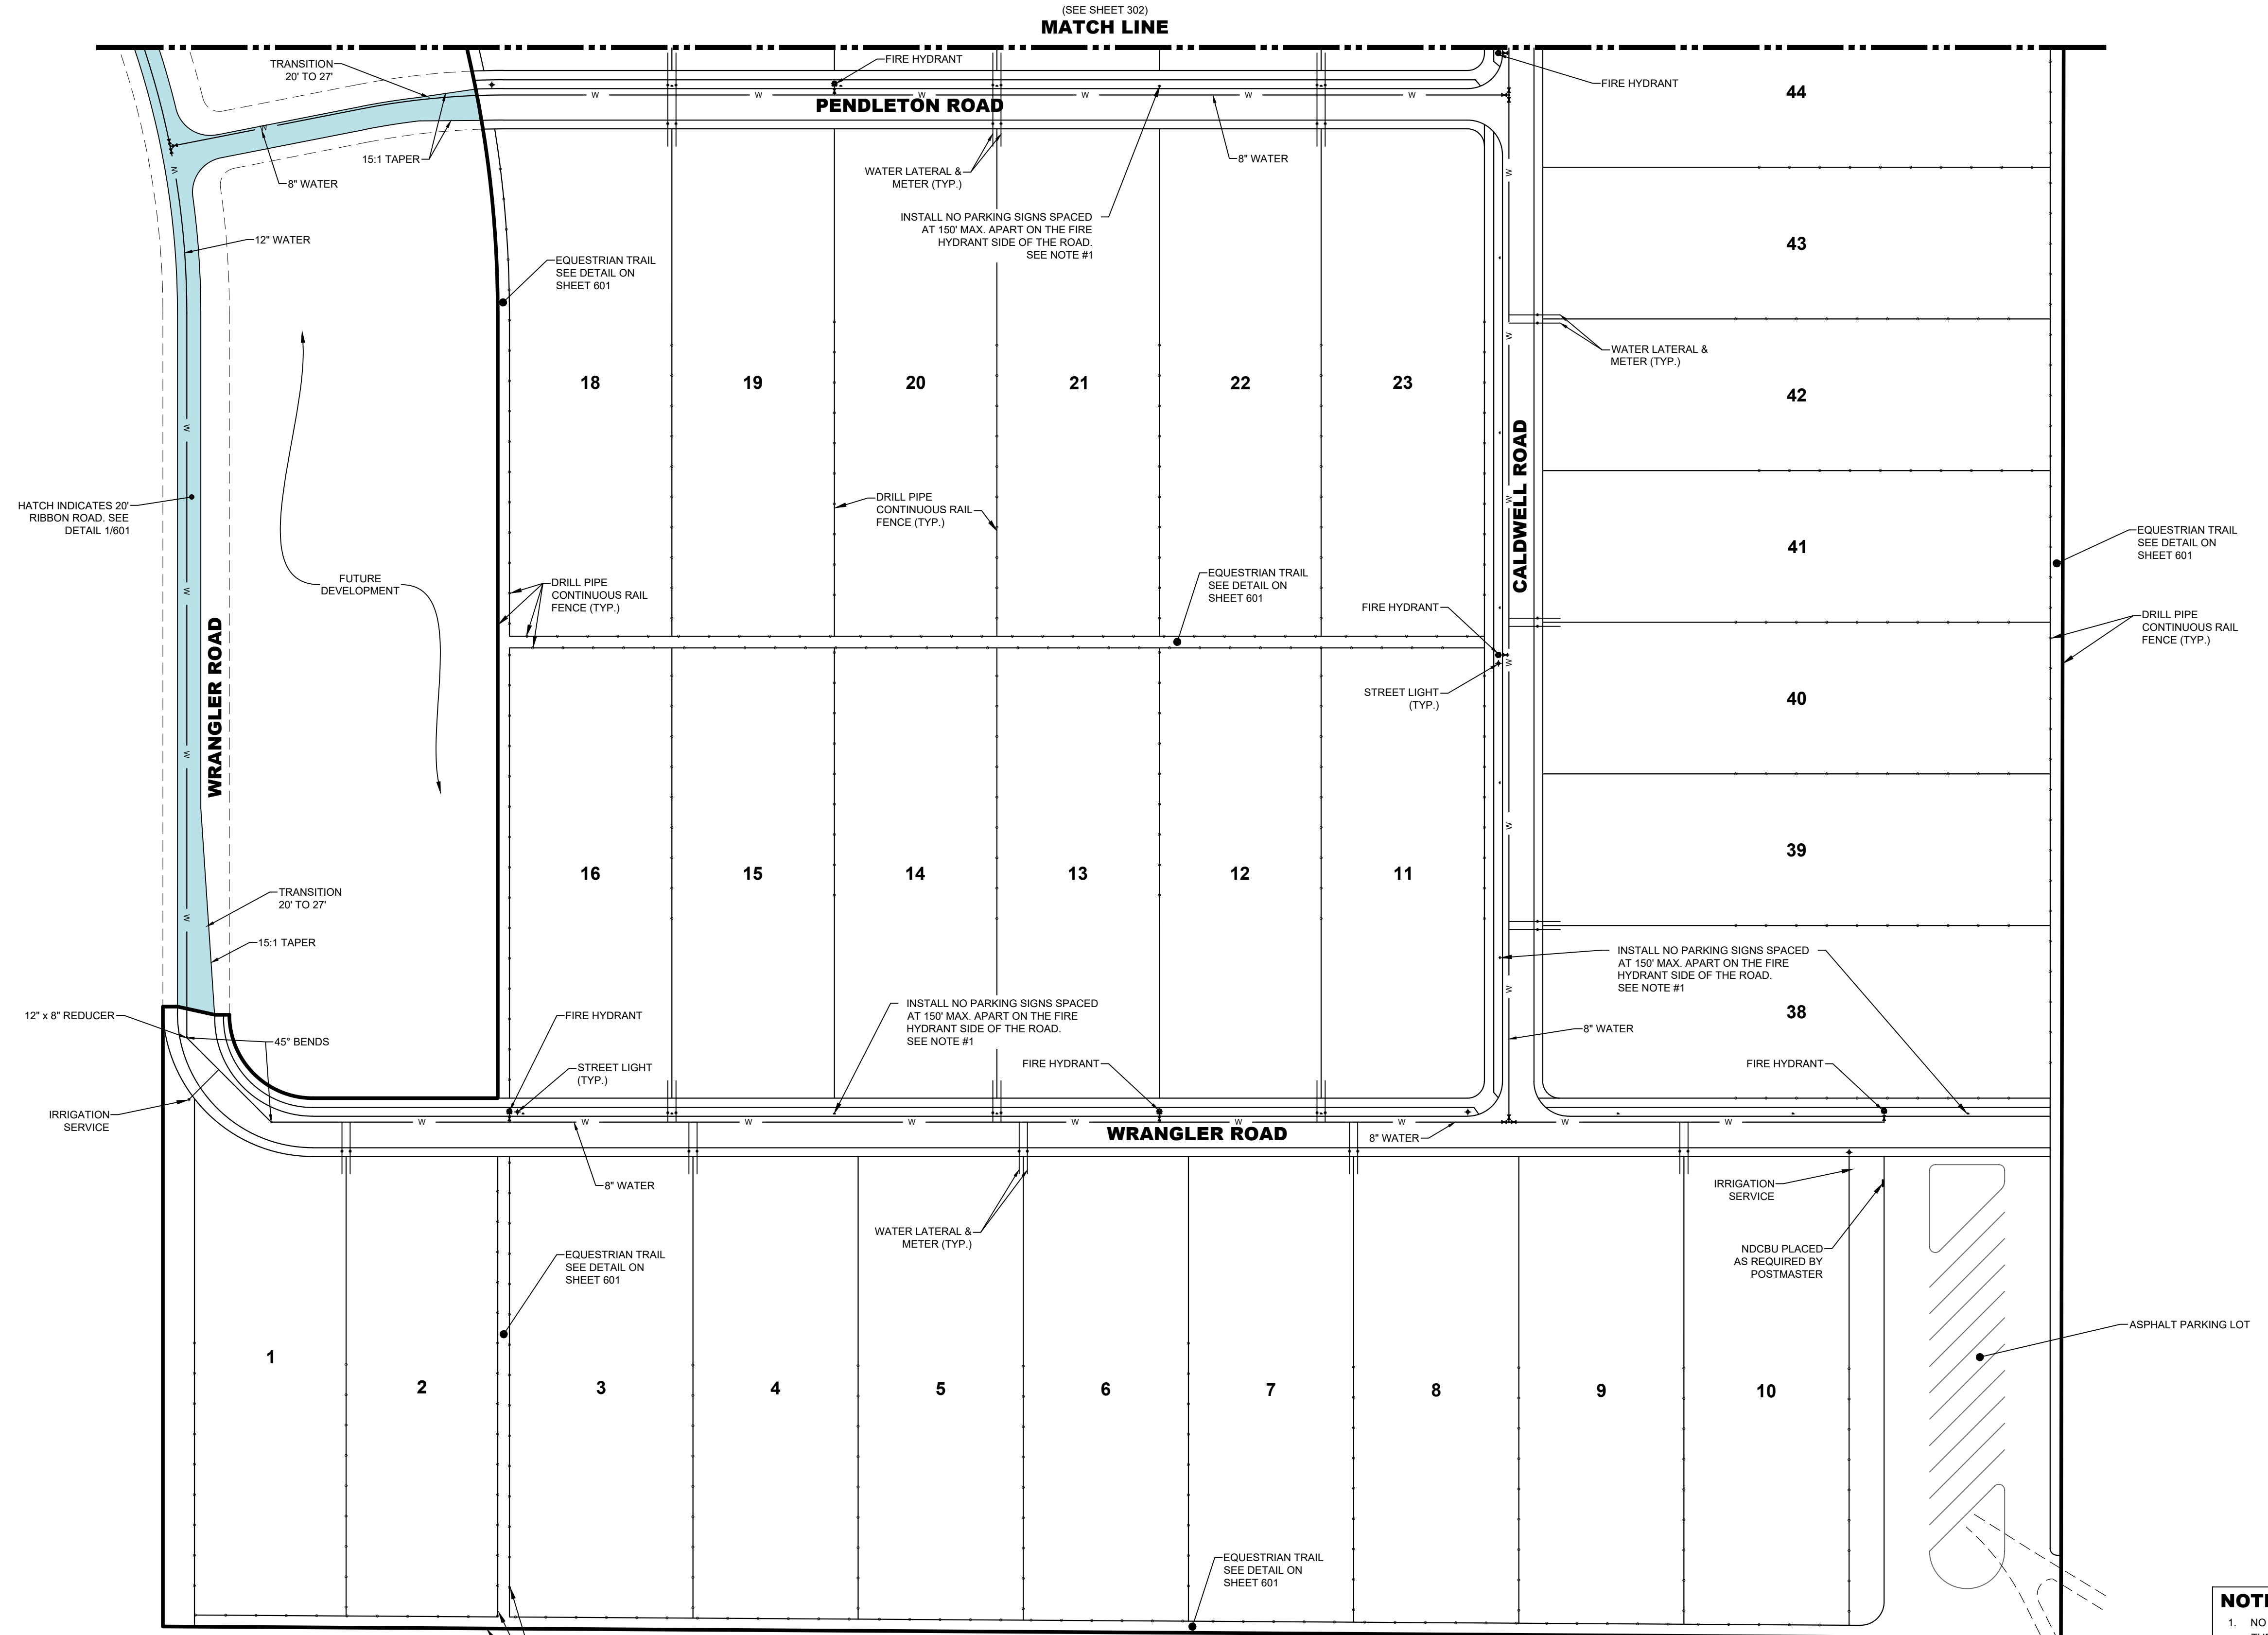 (SEE SHEET 302)
MATCH LINE
TRANSITION
20' TO 27'
FIRE HYDRANT
FIRE HYDRANT
44
W W W W W W
PENDLETON ROAD
W
15:1 TAPER
8" WATER
WATER LATERAL &
METER (TYP.)
8" WATER
W
W
INSTALL NO PARKING SIGNS SPACED
AT 150' MAX. APART ON THE FIRE
HYDRANT SIDE OF THE ROAD.
SEE NOTE #1
12" WATER
43
EQUESTRIAN TRAIL
SEE DETAIL ON
SHEET 601
W
WATER LATERAL &
METER (TYP.)
18
19
20
21
22
23
42
W
CALDWELL ROAD
W
HATCH INDICATES 20'
RIBBON ROAD. SEE
DETAIL 1/601
DRILL PIPE
CONTINUOUS RAIL
FENCE (TYP.)
41
EQUESTRIAN TRAIL
SEE DETAIL ON
SHEET 601
FUTURE
DEVELOPMENT
W
DRILL PIPE
CONTINUOUS RAIL
FENCE (TYP.)
EQUESTRIAN TRAIL
SEE DETAIL ON
SHEET 601
FIRE HYDRANT
DRILL PIPE
CONTINUOUS RAIL
FENCE (TYP.)
WRANGLER ROAD
W
STREET LIGHT
(TYP.)
40
W
W
16
15
14
13
12
11
39
W
TRANSITION
20' TO 27'
15:1 TAPER
INSTALL NO PARKING SIGNS SPACED
AT 150' MAX. APART ON THE FIRE
HYDRANT SIDE OF THE ROAD.
SEE NOTE #1
W
38
12" x 8" REDUCER
45° BENDS
FIRE HYDRANT
INSTALL NO PARKING SIGNS SPACED
AT 150' MAX. APART ON THE FIRE
HYDRANT SIDE OF THE ROAD.
SEE NOTE #1
8" WATER
STREET LIGHT
(TYP.)
FIRE HYDRANT
FIRE HYDRANT
IRRIGATION
SERVICE
W W W W W W W W W
WRANGLER ROAD
8" WATER
8" WATER
IRRIGATION
SERVICE
WATER LATERAL &
METER (TYP.)
EQUESTRIAN TRAIL
SEE DETAIL ON
SHEET 601
NDCBU PLACED
AS REQUIRED BY
POSTMASTER
ASPHALT PARKING LOT
1
2
3
4
5
6
7
8
9
10
EQUESTRIAN TRAIL
SEE DETAIL ON
SHEET 601
1. NO